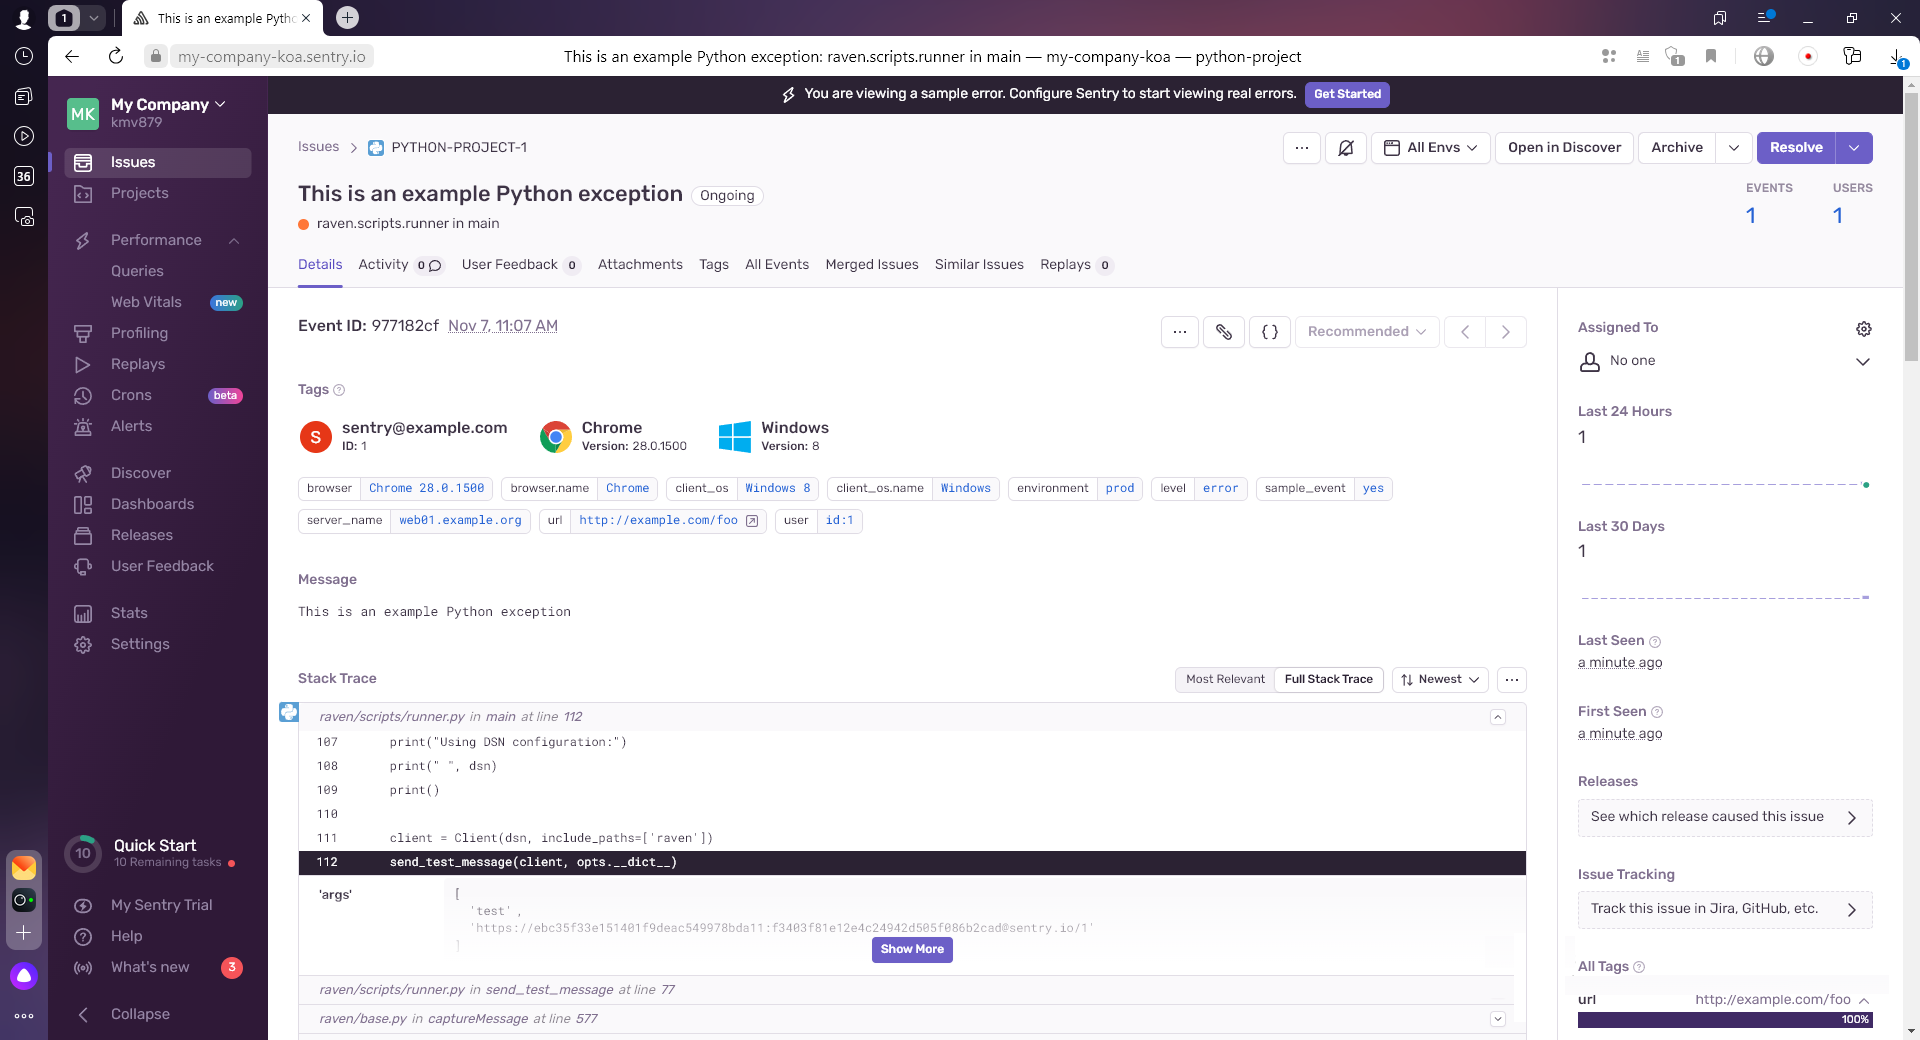 1
This is an example Pyth
my-company-koa.sentry.io
This is an example Python exception: raven.scripts.runner in main — my-company-koa — python-project
1
1
36
MK
My Company
kmv879
Issues
Projects
Performance
Queries
Web Vitals
new
Profiling
Replays
Crons
beta
Alerts
Discover
Dashboards
Releases
User Feedback
Stats
Settings
10
Quick Start
10 Remaining tasks
My Sentry Trial
Help
What's new
3
Collapse
You are viewing a sample error. Configure Sentry to start viewing real errors.
Get Started
Issues
PYTHON-PROJECT-1
All Envs
Open in Discover
Archive
Resolve
This is an example Python exception
Ongoing
EVENTS
USERS
1
1
raven.scripts.runner in main
Details
Activity 0
User Feedback 0
Attachments
Tags
All Events
Merged Issues
Similar Issues
Replays 0
Event ID: 977182cf Nov 7, 11:07 AM
Recommended
Tags
S
sentry@example.com
ID: 1
Chrome
Version: 28.0.1500
Windows
Version: 8
browser Chrome 28.0.1500
browser.name Chrome
client_os Windows 8
client_os.name Windows
environment prod
level error
sample_event yes
server_name web01.example.org
url http://example.com/foo
user id:1
Message
This is an example Python exception
Stack Trace
Most Relevant
Full Stack Trace
Newest
raven/scripts/runner.py in main at line 112
107 print("Using DSN configuration:")
108 print(" ", dsn)
109 print()
110
111 client = Client(dsn, include_paths=['raven'])
112 send_test_message(client, opts.__dict__)
'args'
[
'test',
'https://ebc35f33e151401f9deac549978bda11:f3403f81e12e4c24942d505f086b2cad@sentry.io/1'
]
Show More
raven/scripts/runner.py in send_test_message at line 77
raven/base.py in captureMessage at line 577
Assigned To
No one
Last 24 Hours
1
Last 30 Days
1
Last Seen
a minute ago
First Seen
a minute ago
Releases
See which release caused this issue
Issue Tracking
Track this issue in Jira, GitHub, etc.
All Tags
url
http://example.com/foo
100%